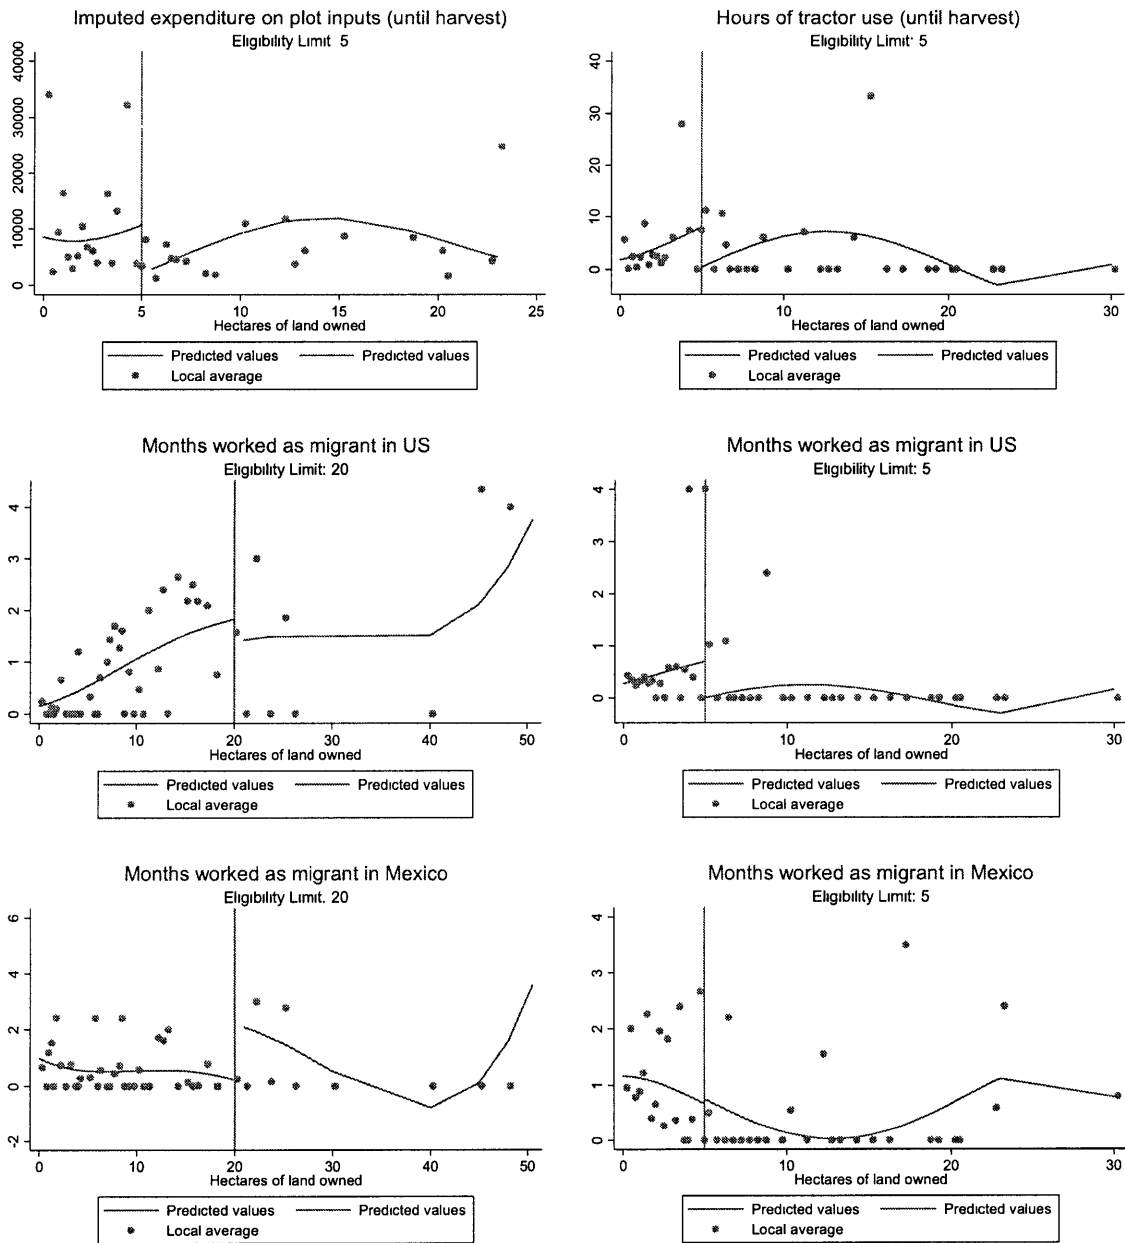 Imputed expenditure on plot inputs (until harvest)
Eligibility Limit 5
40000
30000
20000
10000
0
0 5 10 15 20 25
Hectares of land owned
Predicted values Predicted values
Local average
Hours of tractor use (until harvest)
Eligibility Limit: 5
40
30
20
10
0
0 10 20 30
Hectares of land owned
Predicted values Predicted values
Local average
Months worked as migrant in US
Eligibility Limit: 20
4
3
2
1
0
0 10 20 30 40 50
Hectares of land owned
Predicted values Predicted values
Local average
Months worked as migrant in US
Eligibility Limit: 5
4
3
2
1
0
0 10 20 30
Hectares of land owned
Predicted values Predicted values
Local average
Months worked as migrant in Mexico
Eligibility Limit. 20
6
4
2
0
-2
0 10 20 30 40 50
Hectares of land owned
Predicted values Predicted values
Local average
Months worked as migrant in Mexico
Eligibility Limit: 5
4
3
2
1
0
0 10 20 30
Hectares of land owned
Predicted values Predicted values
Local average